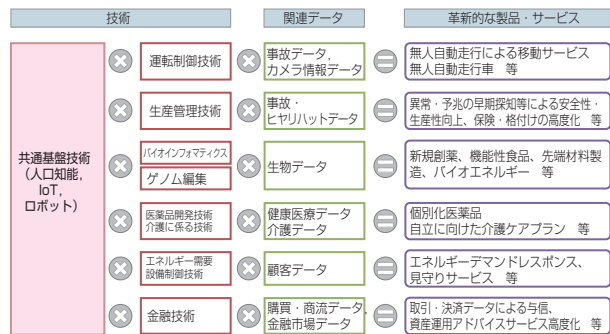 技術
関連データ
革新的な製品・サービス
共通基盤技術
（人口知能,
IoT,
ロボット）
運転制御技術
事故データ,
カメラ情報データ
無人自動走行による移動サービス
無人自動走行車　等
生産管理技術
事故・
ヒヤリハットデータ
異常・予兆の早期探知等による安全性・
生産性向上、保険・格付けの高度化　等
バイオインフォマティクス
ゲノム編集
生物データ
新規創薬、機能性食品、先端材料製
造、バイオエネルギー　等
医薬品開発技術
介護に係る技術
健康医療データ
介護データ
個別化医薬品
自立に向けた介護ケアプラン　等
エネルギー需要
設備制御技術
顧客データ
エネルギーデマンドレスポンス、
見守りサービス　等
金融技術
購買・商流データ,
金融市場データ
取引・決済データによる与信、
資産運用アドバイスサービス高度化　等